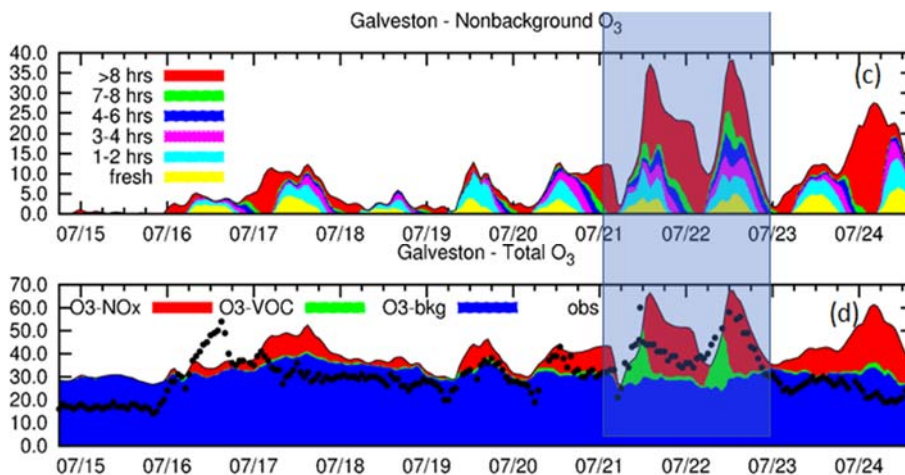 Galveston - Nonbackground O3
40.0
35.0
30.0
25.0
20.0
15.0
10.0
5.0
0.0
>8 hrs
7-8 hrs
4-6 hrs
3-4 hrs
1-2 hrs
fresh
(c)
07/15 07/16 07/17 07/18 07/19 07/20 07/21 07/22 07/23 07/24
Galveston - Total O3
70.0
60.0
50.0
40.0
30.0
20.0
10.0
0.0
O3-NOx O3-VOC O3-bkg obs
(d)
07/15 07/16 07/17 07/18 07/19 07/20 07/21 07/22 07/23 07/24